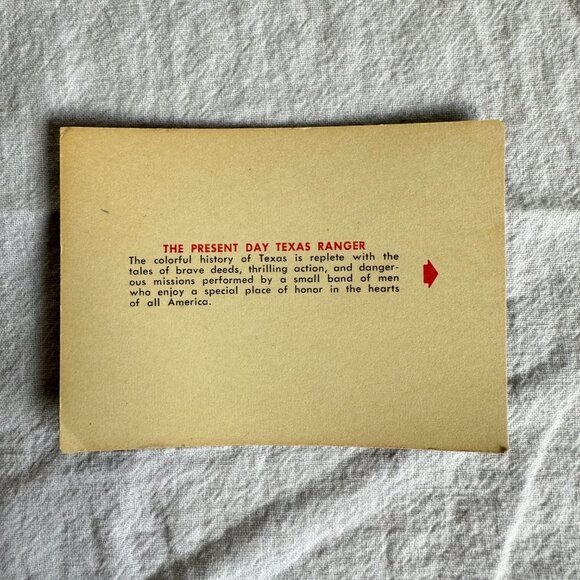 THE PRESENT DAY TEXAS RANGER
The colorful history of Texas is replete with the
tales of brave deeds, thrilling action, and danger-
ous missions performed by a small band of men
who enjoy a special place of honor in the hearts
of all America.